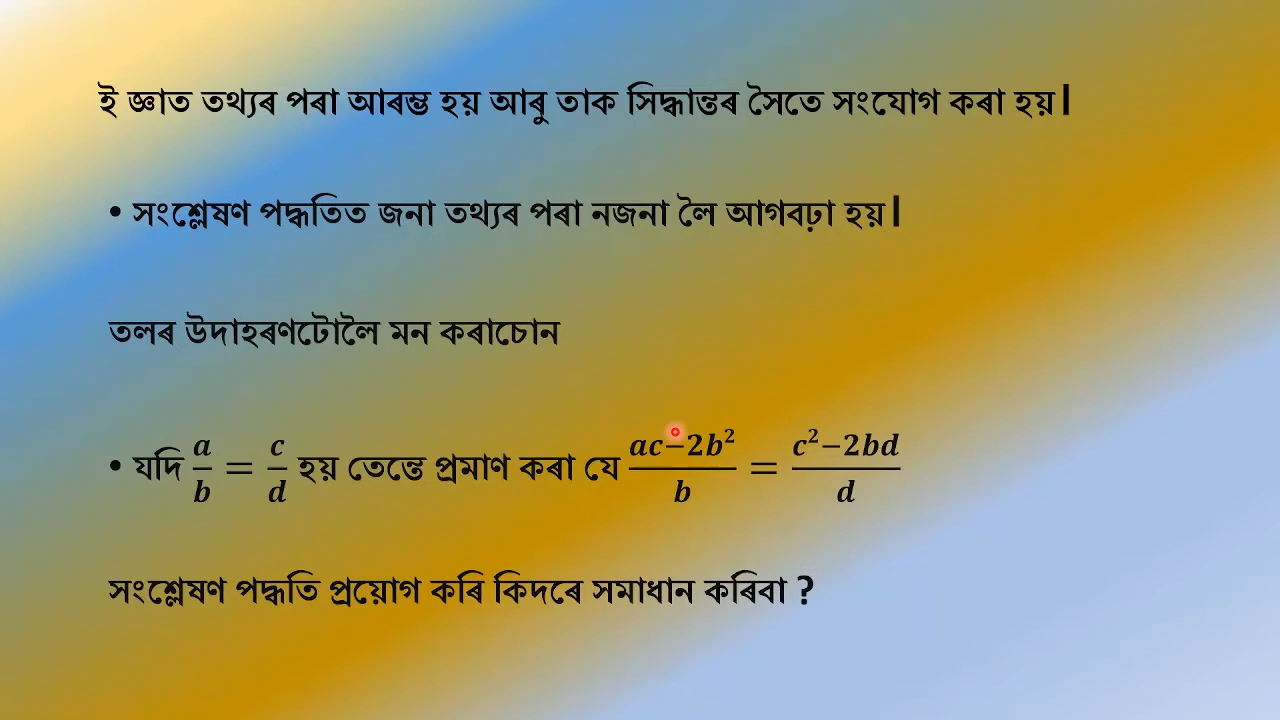 ই জ্ঞাত তথ্যৰ পৰা আৰম্ভ হয় আৰু তাক সিদ্ধান্তৰ সৈতে সংযোগ কৰা হয়|
• সংশ্লেষণ পদ্ধতিত জনা তথ্যৰ পৰা নজনা লৈ আগবঢ়া হয়|
তলৰ উদাহৰণটোলৈ মন কৰাচোন
• যদি a/b = c/d হয় তেন্তে প্ৰমাণ কৰা যে (ac−2b²)/b = (c²−2bd)/d
সংশ্লেষণ পদ্ধতি প্ৰয়োগ কৰি কিদৰে সমাধান কৰিবা ?